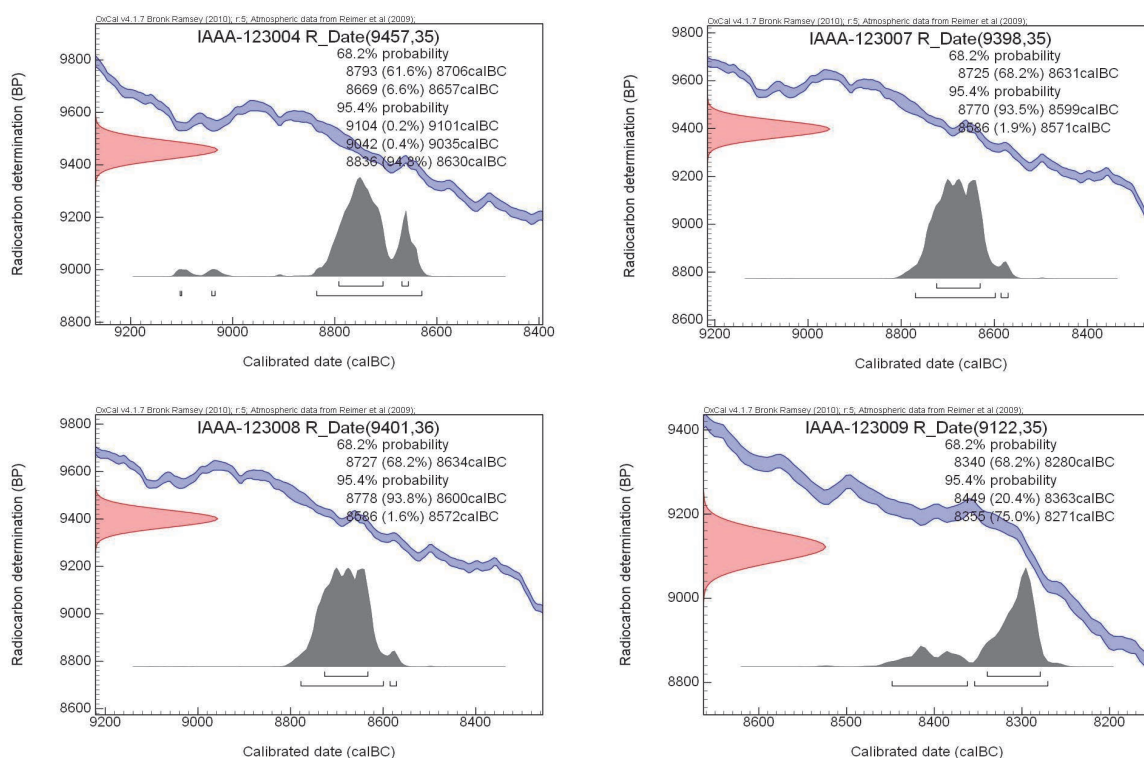 OxCal v4.1.7 Bronk Ramsey (2010); r:5; Atmospheric data from Reimer et al (2009);
IAAA-123004 R_Date(9457,35)
68.2% probability
8793 (61.6%) 8706calBC
8669 (6.6%) 8657calBC
95.4% probability
9104 (0.2%) 9101calBC
9042 (0.4%) 9035calBC
8836 (94.8%) 8630calBC
Radiocarbon determination (BP)
9800
9600
9400
9200
9000
8800
9200
9000
8800
8600
8400
Calibrated date (calBC)
OxCal v4.1.7 Bronk Ramsey (2010); r:5; Atmospheric data from Reimer et al (2009);
IAAA-123007 R_Date(9398,35)
68.2% probability
8725 (68.2%) 8631calBC
95.4% probability
8770 (93.5%) 8599calBC
8586 (1.9%) 8571calBC
Radiocarbon determination (BP)
9800
9600
9400
9200
9000
8800
8600
9200
9000
8800
8600
8400
Calibrated date (calBC)
OxCal v4.1.7 Bronk Ramsey (2010); r:5; Atmospheric data from Reimer et al (2009);
IAAA-123008 R_Date(9401,36)
68.2% probability
8727 (68.2%) 8634calBC
95.4% probability
8778 (93.8%) 8600calBC
8586 (1.6%) 8572calBC
Radiocarbon determination (BP)
9800
9600
9400
9200
9000
8800
8600
9200
9000
8800
8600
8400
Calibrated date (calBC)
OxCal v4.1.7 Bronk Ramsey (2010); r:5; Atmospheric data from Reimer et al (2009);
IAAA-123009 R_Date(9122,35)
68.2% probability
8340 (68.2%) 8280calBC
95.4% probability
8449 (20.4%) 8363calBC
8355 (75.0%) 8271calBC
Radiocarbon determination (BP)
9400
9200
9000
8800
8600
8500
8400
8300
8200
Calibrated date (calBC)